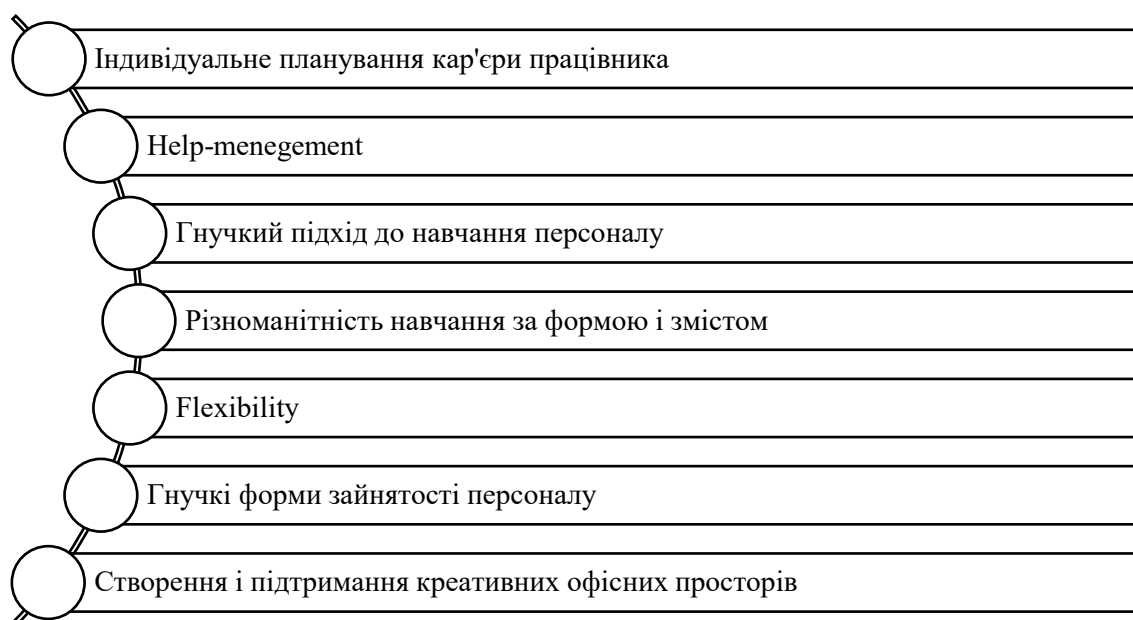 Індивідуальне планування кар'єри працівника
Help-menegement
Гнучкий підхід до навчання персоналу
Різноманітність навчання за формою і змістом
Flexibility
Гнучкі форми зайнятості персоналу
Створення і підтримання креативних офісних просторів